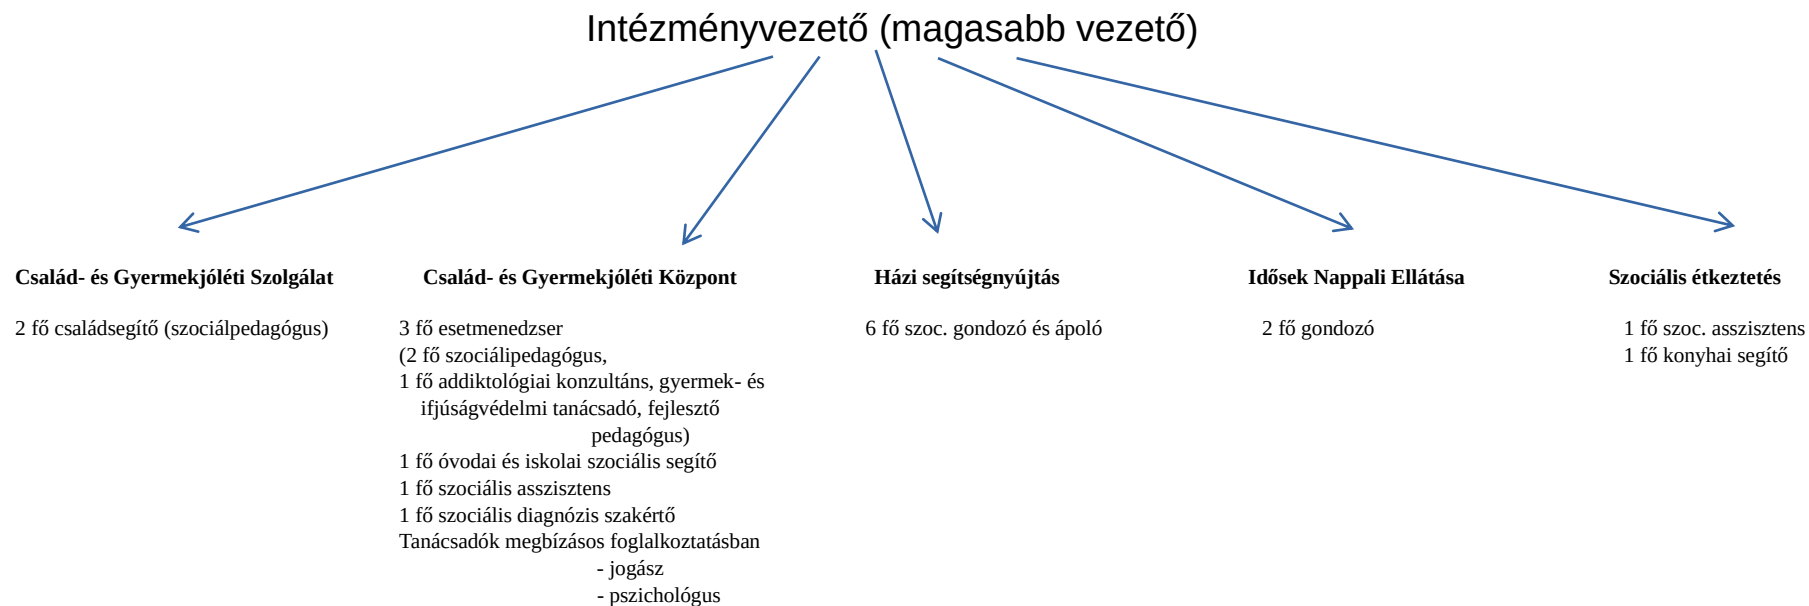 Intézményvezető (magasabb vezető)
Család- és Gyermekjóléti Szolgálat
2 fő családsegítő (szociálpedagógus)
Család- és Gyermekjóléti Központ
3 fő esetmenedzser
(2 fő szociálipedagógus,
1 fő addiktológiai konzultáns, gyermek- és
ifjúságvédelmi tanácsadó, fejlesztő
pedagógus)
1 fő óvodai és iskolai szociális segítő
1 fő szociális asszisztens
1 fő szociális diagnózis szakértő
Tanácsadók megbízásos foglalkoztatásban
- jogász
- pszichológus
Házi segítségnyújtás
6 fő szoc. gondozó és ápoló
Idősek Nappali Ellátása
2 fő gondozó
Szociális étkeztetés
1 fő szoc. asszisztens
1 fő konyhai segítő